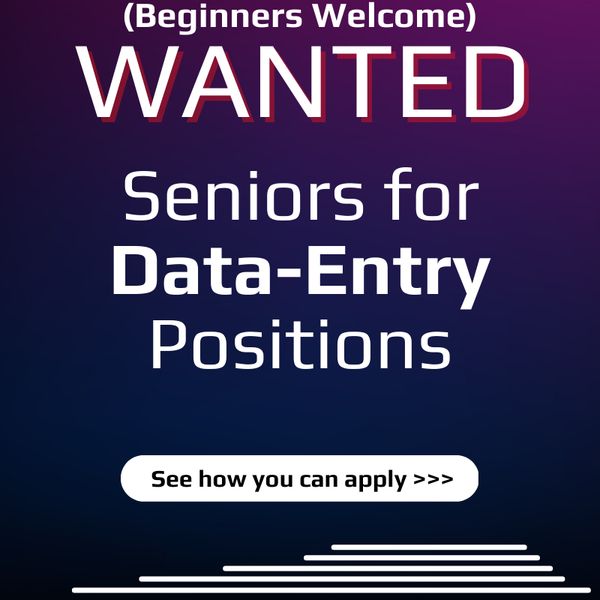 (Beginners Welcome)
WANTED
Seniors for
Data-Entry
Positions
See how you can apply >>>